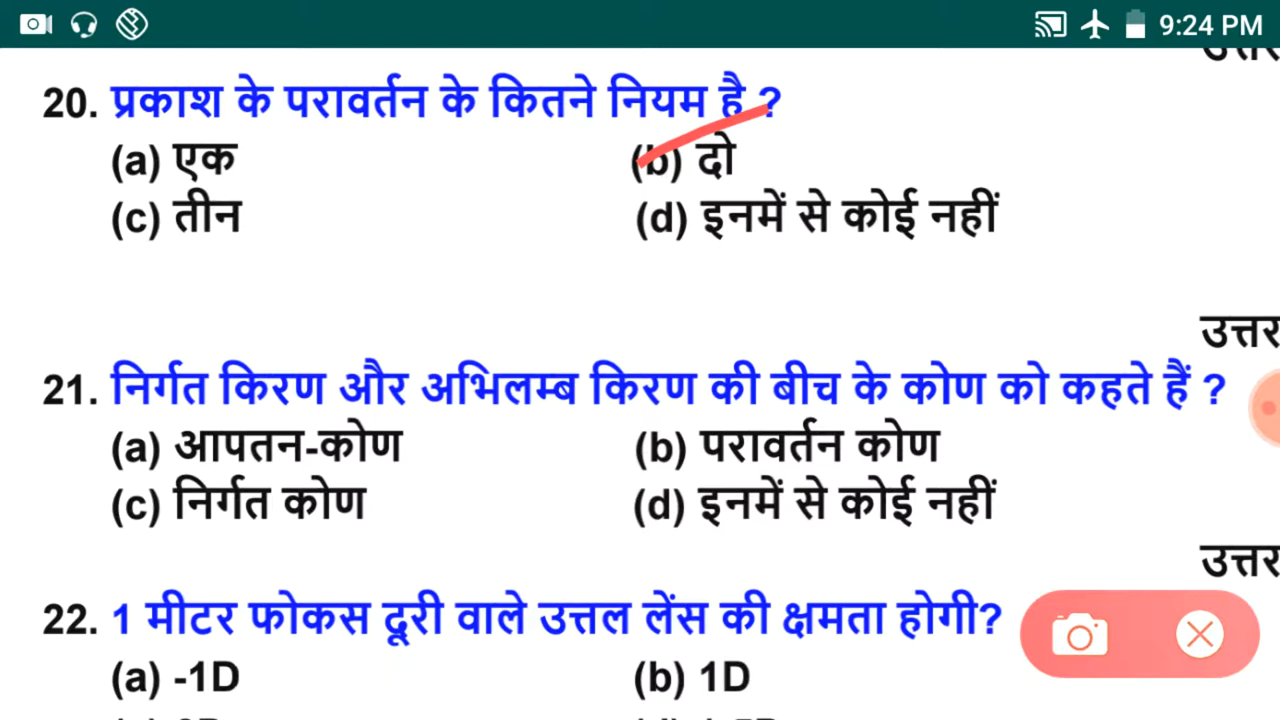 9:24 PM
20. प्रकाश के परावर्तन के कितने नियम है ?
(a) एक (b) दो
(c) तीन (d) इनमें से कोई नहीं
उत्तर
21. निर्गत किरण और अभिलम्ब किरण की बीच के कोण को कहते हैं ?
(a) आपतन-कोण (b) परावर्तन कोण
(c) निर्गत कोण (d) इनमें से कोई नहीं
उत्तर
22. 1 मीटर फोकस दूरी वाले उत्तल लेंस की क्षमता होगी?
(a) -1D (b) 1D